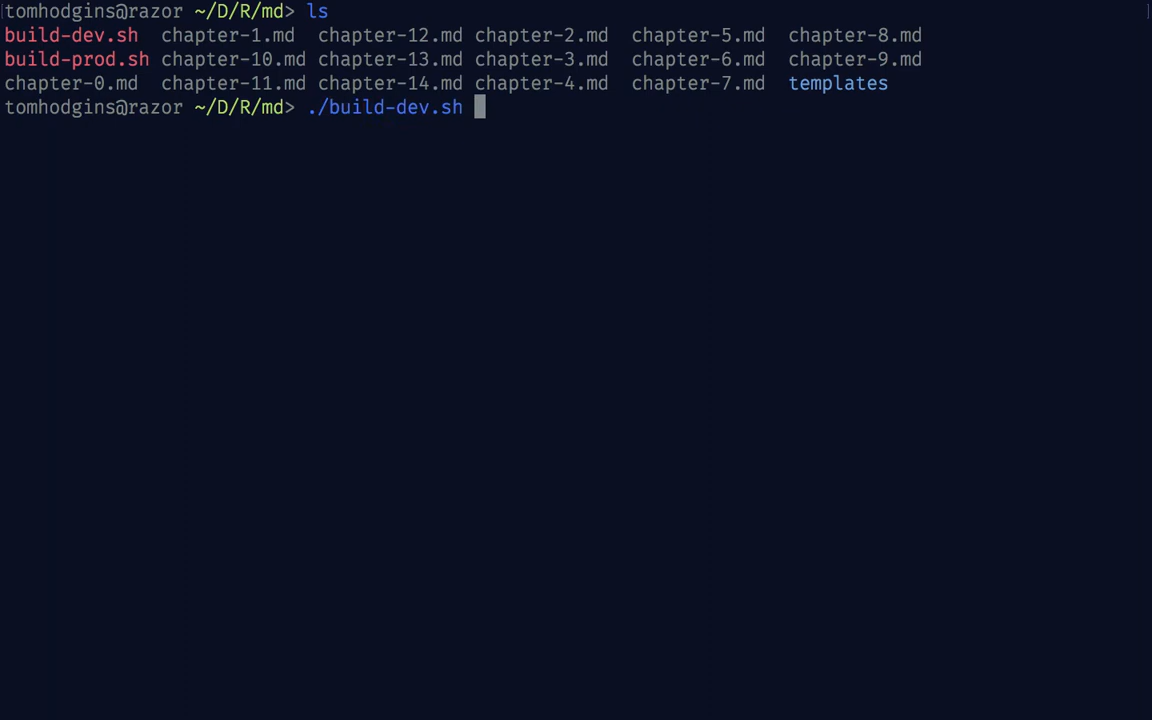 tomhodgins@razor ~/D/R/md> ls
build-dev.sh chapter-1.md chapter-12.md chapter-2.md chapter-5.md chapter-8.md
build-prod.sh chapter-10.md chapter-13.md chapter-3.md chapter-6.md chapter-9.md
chapter-0.md chapter-11.md chapter-14.md chapter-4.md chapter-7.md templates
tomhodgins@razor ~/D/R/md> ./build-dev.sh